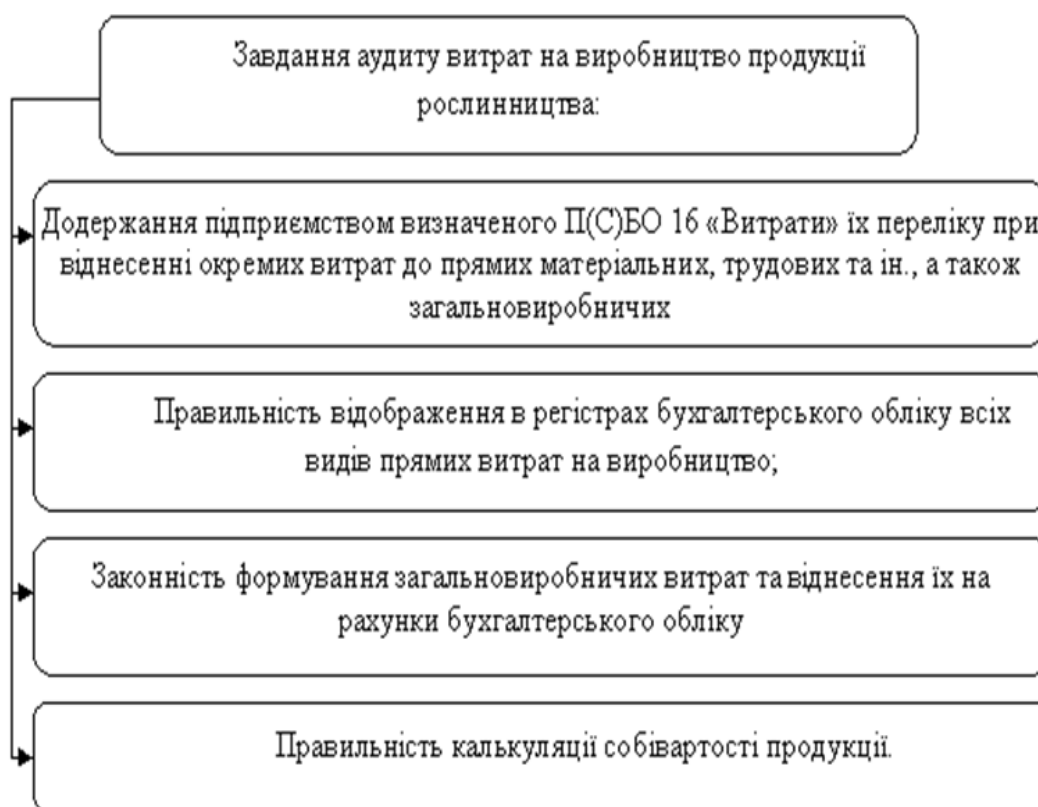 Завдання аудиту витрат на виробництво продукції
рослинництва:
Додержання підприємством визначеного П(С)БО 16 «Витрати» їх переліку при
віднесенні окремих витрат до прямих матеріальних, трудових та ін., а також
загальновиробничих
Правильність відображення в регістрах бухгалтерського обліку всіх
видів прямих витрат на виробництво;
Законність формування загальновиробничих витрат та віднесення їх на
рахунки бухгалтерського обліку
Правильність калькуляції собівартості продукції.